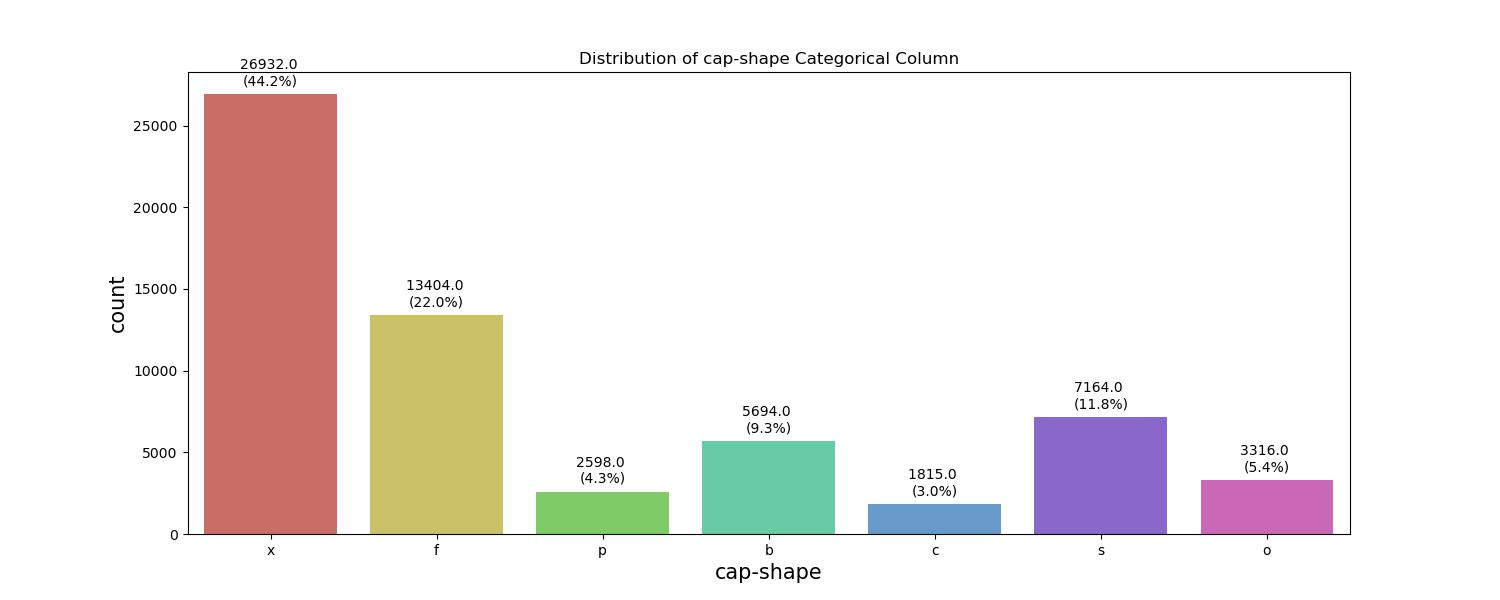 Distribution of cap-shape Categorical Column
26932.0
(44.2%)
13404.0
(22.0%)
2598.0
(4.3%)
5694.0
(9.3%)
1815.0
(3.0%)
7164.0
(11.8%)
3316.0
(5.4%)
25000
20000
15000
10000
5000
0
count
x
f
p
b
c
s
o
cap-shape